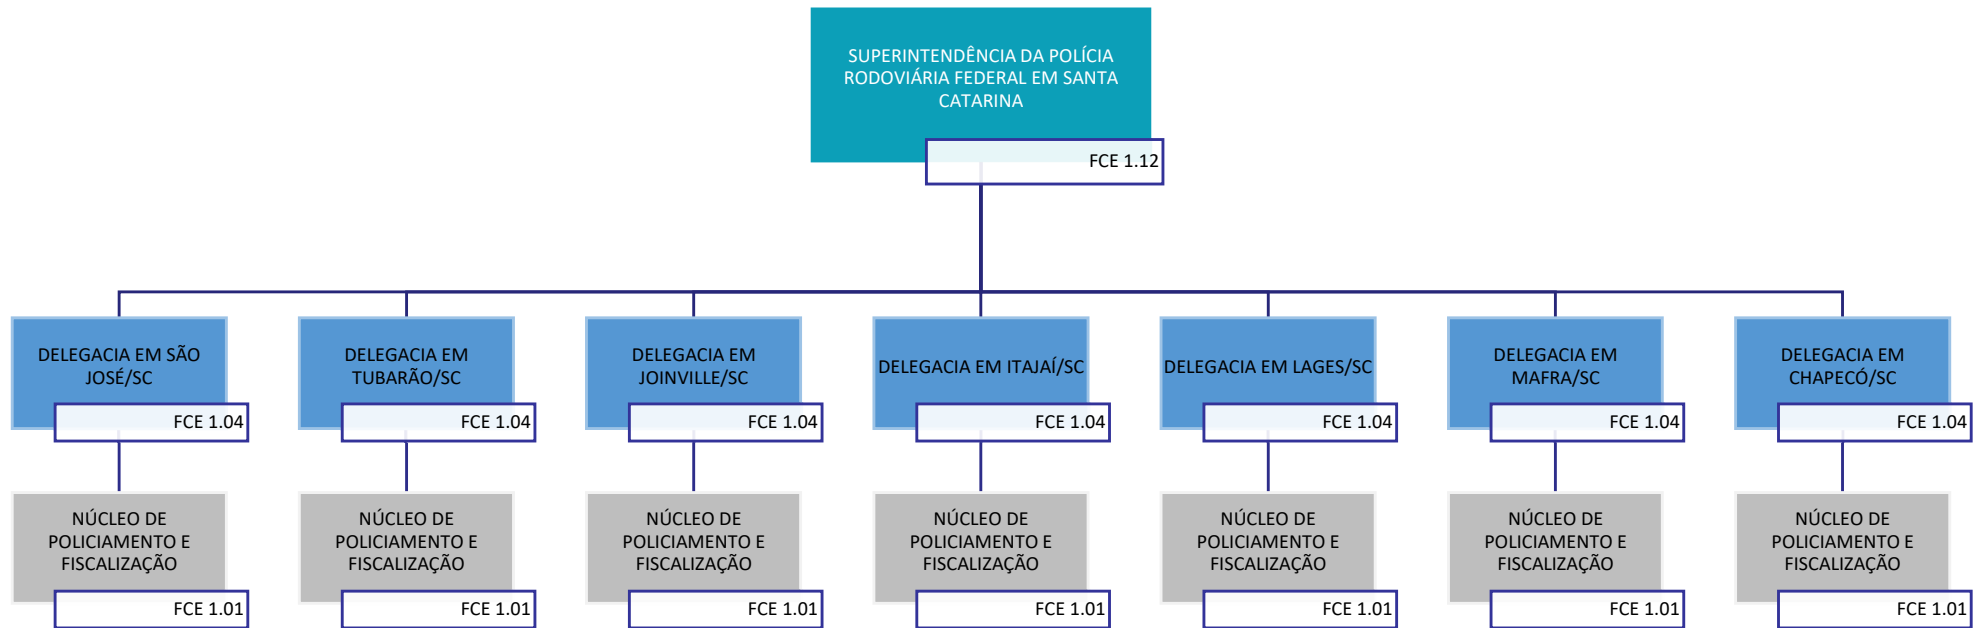 SUPERINTENDÊNCIA DA POLÍCIA
RODOVIÁRIA FEDERAL EM SANTA
CATARINA
FCE 1.12
DELEGACIA EM SÃO
JOSÉ/SC
FCE 1.04
DELEGACIA EM
TUBARÃO/SC
FCE 1.04
DELEGACIA EM
JOINVILLE/SC
FCE 1.04
DELEGACIA EM ITAJAÍ/SC
FCE 1.04
DELEGACIA EM LAGES/SC
FCE 1.04
DELEGACIA EM
MAFRA/SC
FCE 1.04
DELEGACIA EM
CHAPECÓ/SC
FCE 1.04
NÚCLEO DE
POLICIAMENTO E
FISCALIZAÇÃO
FCE 1.01
NÚCLEO DE
POLICIAMENTO E
FISCALIZAÇÃO
FCE 1.01
NÚCLEO DE
POLICIAMENTO E
FISCALIZAÇÃO
FCE 1.01
NÚCLEO DE
POLICIAMENTO E
FISCALIZAÇÃO
FCE 1.01
NÚCLEO DE
POLICIAMENTO E
FISCALIZAÇÃO
FCE 1.01
NÚCLEO DE
POLICIAMENTO E
FISCALIZAÇÃO
FCE 1.01
NÚCLEO DE
POLICIAMENTO E
FISCALIZAÇÃO
FCE 1.01